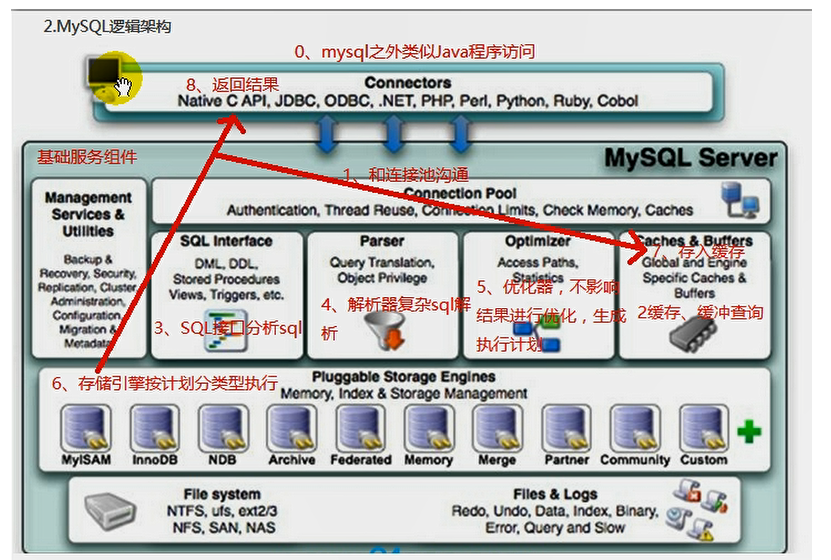 2.MySQL逻辑架构
0、mysql之外类似Java程序访问
8、返回结果
Connectors
Native C API, JDBC, ODBC, .NET, PHP, Perl, Python, Ruby, Cobol
基础服务组件
MySQL Server
1、和连接池沟通
Connection Pool
Authentication, Thread Reuse, Connection Limits, Check Memory, Caches
Management
Services &
Utilities
Backup &
Recovery, Security,
Replication, Cluster,
Administration,
Configuration,
Migration &
Metadata
SQL Interface
DML, DDL,
Stored Procedures
Views, Triggers, etc.
3、SQL接口分析sql
Parser
Query Translation,
Object Privilege
4、解析器复杂sql解
析
Optimizer
Access Paths,
Statistics
5、优化器，不影响
结果进行优化，生成
执行计划
Caches & Buffers
7、存入缓存
Global and Engine
Specific Caches &
Buffers
2缓存、缓冲查询
6、存储引擎按计划分类型执行
Pluggable Storage Engines
Memory, Index & Storage Management
MyISAM
InnoDB
NDB
Archive
Federated
Memory
Merge
Partner
Community
Custom
File system
NTFS, ufs, ext2/3
NFS, SAN, NAS
Files & Logs
Redo, Undo, Data, Index, Binary,
Error, Query and Slow